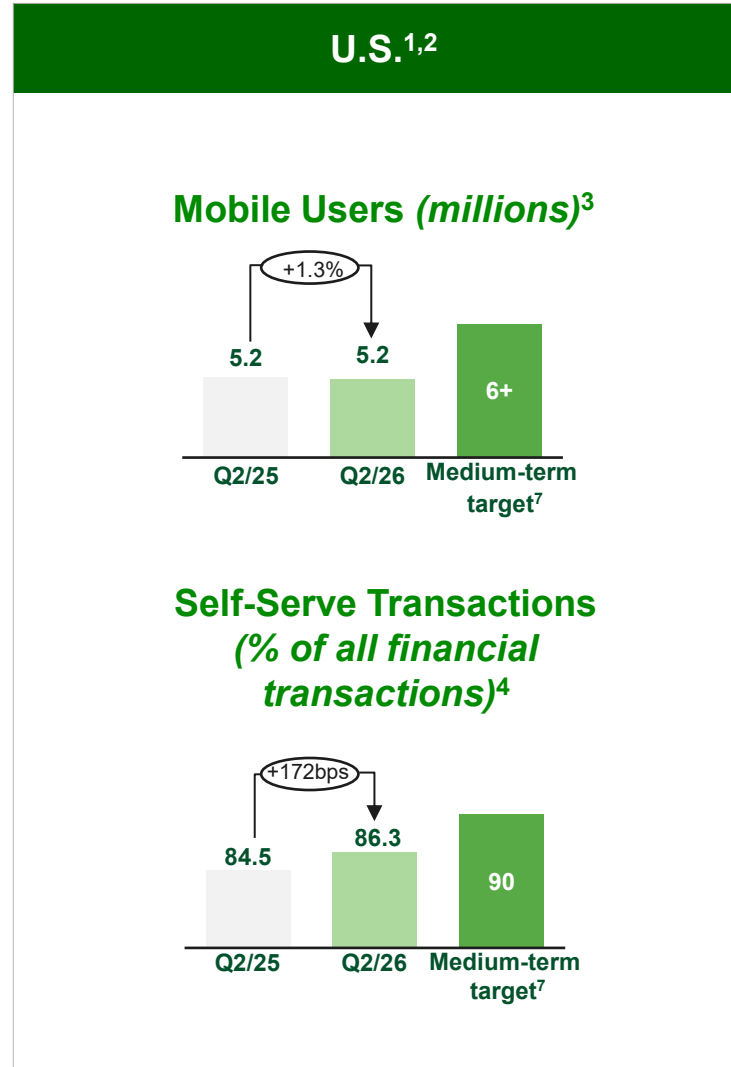 U.S.¹,²
Mobile Users (millions)³
+1.3%
5.2
5.2
6+
Q2/25
Q2/26
Medium-term
target⁷
Self-Serve Transactions
(% of all financial
transactions)⁴
+172bps
84.5
86.3
90
Q2/25
Q2/26
Medium-term
target⁷